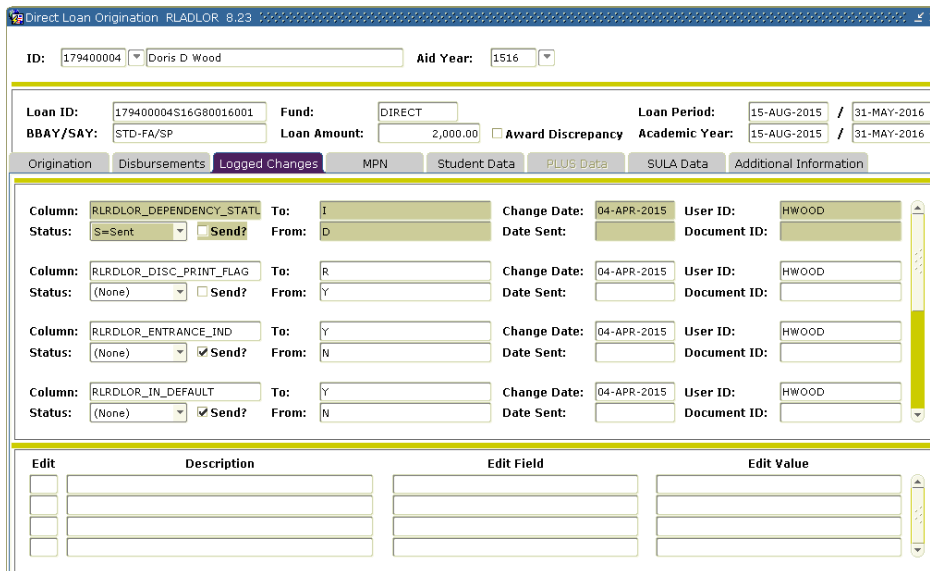 Direct Loan Origination RLADLOR 8.23
ID: 179400004 Doris D Wood Aid Year: 1516
Loan ID: 179400004S16G80016001 Fund: DIRECT Loan Period: 15-AUG-2015 / 31-MAY-2016
BBAY/SAY: STD-FA/SP Loan Amount: 2,000.00 Award Discrepancy Academic Year: 15-AUG-2015 / 31-MAY-2016
Origination Disbursements Logged Changes MPN Student Data PLUS Data SULA Data Additional Information
Column: RLRDLOR_DEPENDENCY_STATU To: I Change Date: 04-APR-2015 User ID: HWOOD
Status: S=Sent Send? From: D Date Sent: Document ID:
Column: RLRDLOR_DISC_PRINT_FLAG To: R Change Date: 04-APR-2015 User ID: HWOOD
Status: (None) Send? From: Y Date Sent: Document ID:
Column: RLRDLOR_ENTRANCE_IND To: Y Change Date: 04-APR-2015 User ID: HWOOD
Status: (None) Send? From: N Date Sent: Document ID:
Column: RLRDLOR_IN_DEFAULT To: Y Change Date: 04-APR-2015 User ID: HWOOD
Status: (None) Send? From: N Date Sent: Document ID:
Edit Description Edit Field Edit Value